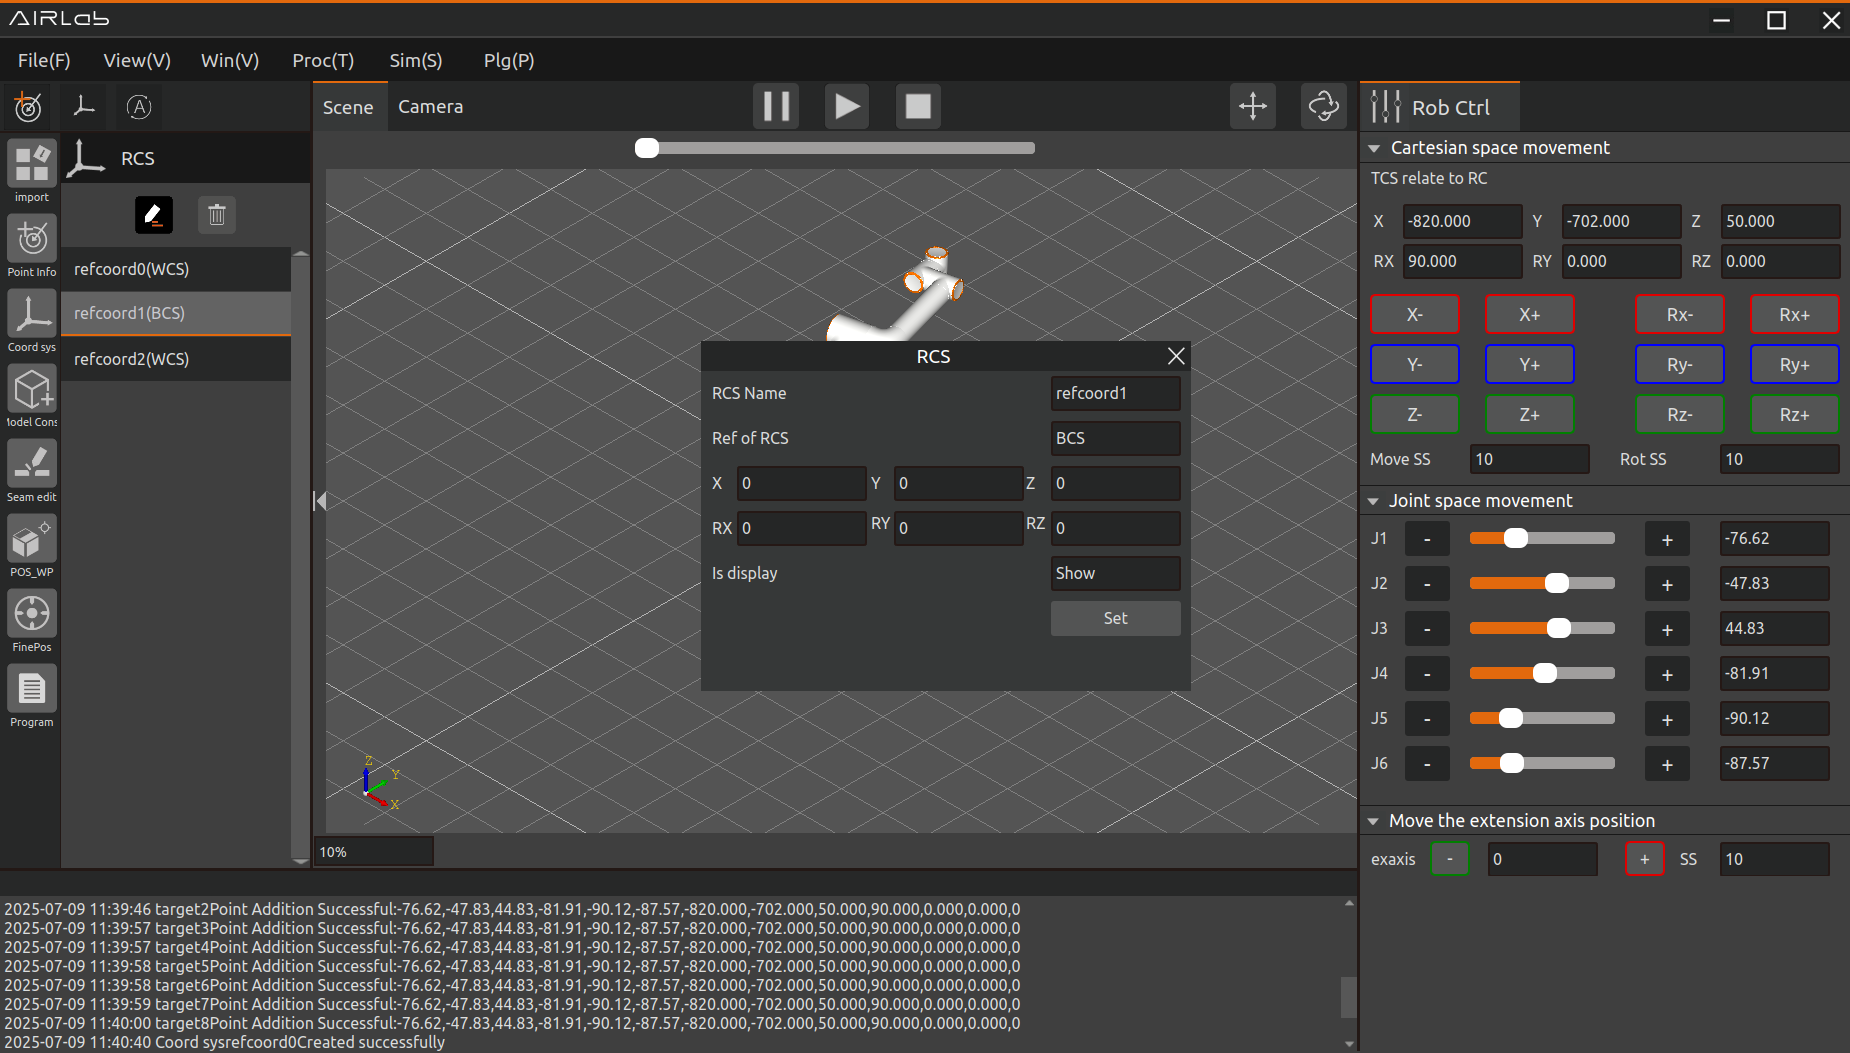 AIRLab
File(F) View(V) Win(V) Proc(T) Sim(S) Plg(P)
A
Scene Camera
Rob Ctrl
import
Point Info
Coord sys
Model Cons
Seam edit
POS_WP
FinePos
Program
RCS
refcoord0(WCS)
refcoord1(BCS)
refcoord2(WCS)
RCS
RCS Name refcoord1
Ref of RCS BCS
X 0 Y 0 Z 0
RX 0 RY 0 RZ 0
Is display Show
Set
Z
Y
X
10%
Cartesian space movement
TCS relate to RC
X -820.000 Y -702.000 Z 50.000
RX 90.000 RY 0.000 RZ 0.000
X- X+ Rx- Rx+
Y- Y+ Ry- Ry+
Z- Z+ Rz- Rz+
Move SS 10 Rot SS 10
Joint space movement
J1 - + -76.62
J2 - + -47.83
J3 - + 44.83
J4 - + -81.91
J5 - + -90.12
J6 - + -87.57
Move the extension axis position
exaxis - 0 + SS 10
2025-07-09 11:39:46 target2Point Addition Successful:-76.62,-47.83,44.83,-81.91,-90.12,-87.57,-820.000,-702.000,50.000,90.000,0.000,0.000,0
2025-07-09 11:39:57 target3Point Addition Successful:-76.62,-47.83,44.83,-81.91,-90.12,-87.57,-820.000,-702.000,50.000,90.000,0.000,0.000,0
2025-07-09 11:39:57 target4Point Addition Successful:-76.62,-47.83,44.83,-81.91,-90.12,-87.57,-820.000,-702.000,50.000,90.000,0.000,0.000,0
2025-07-09 11:39:58 target5Point Addition Successful:-76.62,-47.83,44.83,-81.91,-90.12,-87.57,-820.000,-702.000,50.000,90.000,0.000,0.000,0
2025-07-09 11:39:58 target6Point Addition Successful:-76.62,-47.83,44.83,-81.91,-90.12,-87.57,-820.000,-702.000,50.000,90.000,0.000,0.000,0
2025-07-09 11:39:59 target7Point Addition Successful:-76.62,-47.83,44.83,-81.91,-90.12,-87.57,-820.000,-702.000,50.000,90.000,0.000,0.000,0
2025-07-09 11:40:00 target8Point Addition Successful:-76.62,-47.83,44.83,-81.91,-90.12,-87.57,-820.000,-702.000,50.000,90.000,0.000,0.000,0
2025-07-09 11:40:40 Coord sysrefcoord0Created successfully